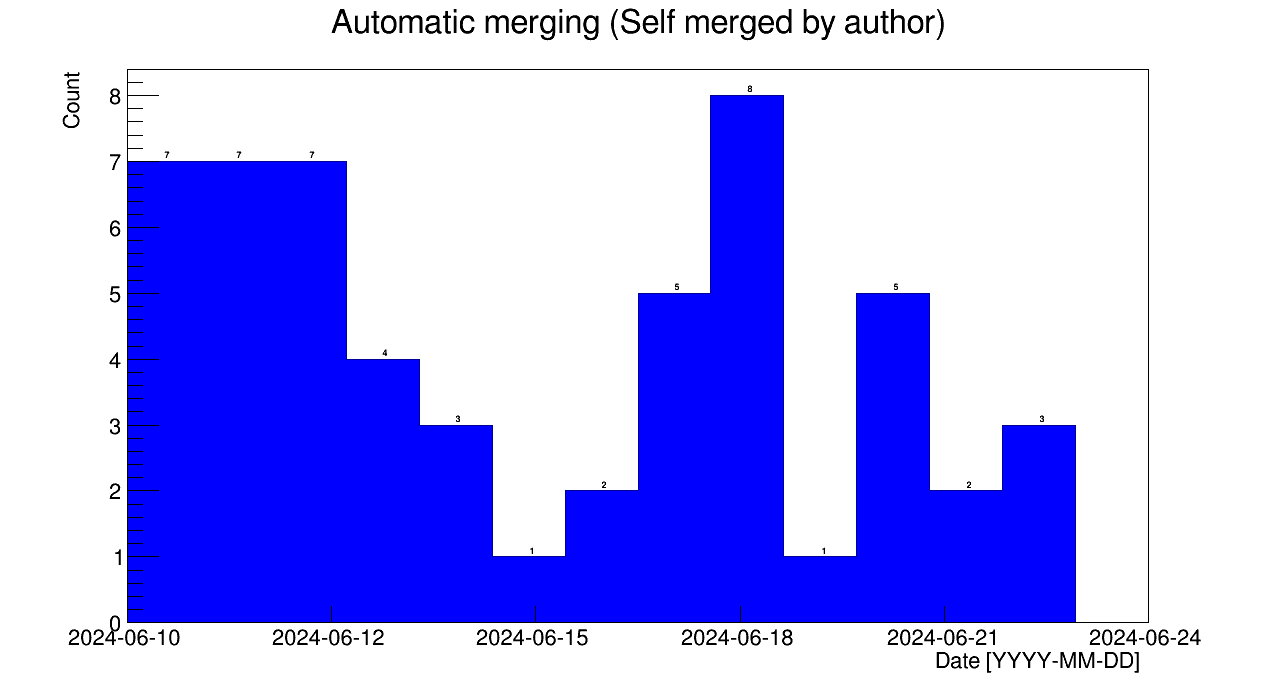 Automatic merging (Self merged by author)
Count
8
7
6
5
4
3
2
1
0
7 7 7 4 3 1 2 5 8 1 5 2 3
2024-06-10 2024-06-12 2024-06-15 2024-06-18 2024-06-21 2024-06-24
Date [YYYY-MM-DD]